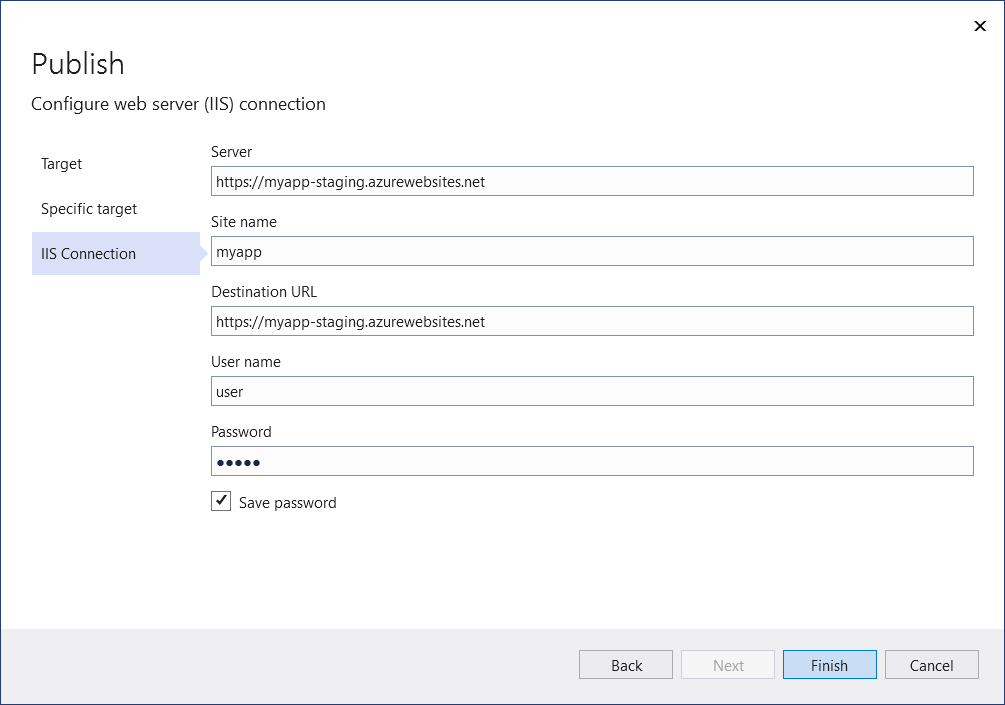 Publish
Configure web server (IIS) connection
Target
Specific target
IIS Connection
Server
https://myapp-staging.azurewebsites.net
Site name
myapp
Destination URL
https://myapp-staging.azurewebsites.net
User name
user
Password
●●●●●
Save password
Back
Next
Finish
Cancel